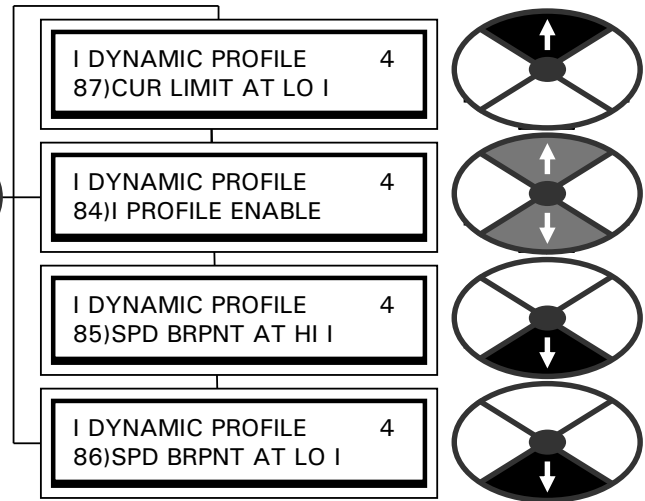 I DYNAMIC PROFILE 4
87)CUR LIMIT AT LO I
I DYNAMIC PROFILE 4
84)I PROFILE ENABLE
I DYNAMIC PROFILE 4
85)SPD BRPNT AT HI I
I DYNAMIC PROFILE 4
86)SPD BRPNT AT LO I